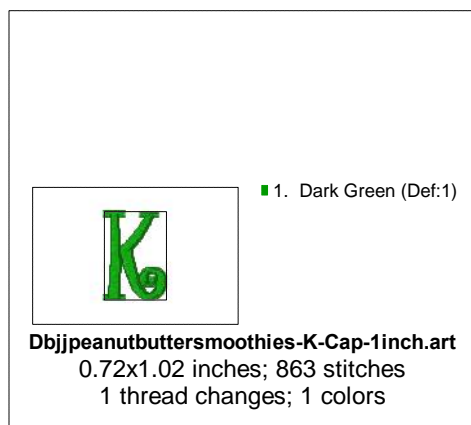 1. Dark Green (Def:1)
K
Dbjjpeanutbuttersmoothies-K-Cap-1inch.art
0.72x1.02 inches; 863 stitches
1 thread changes; 1 colors